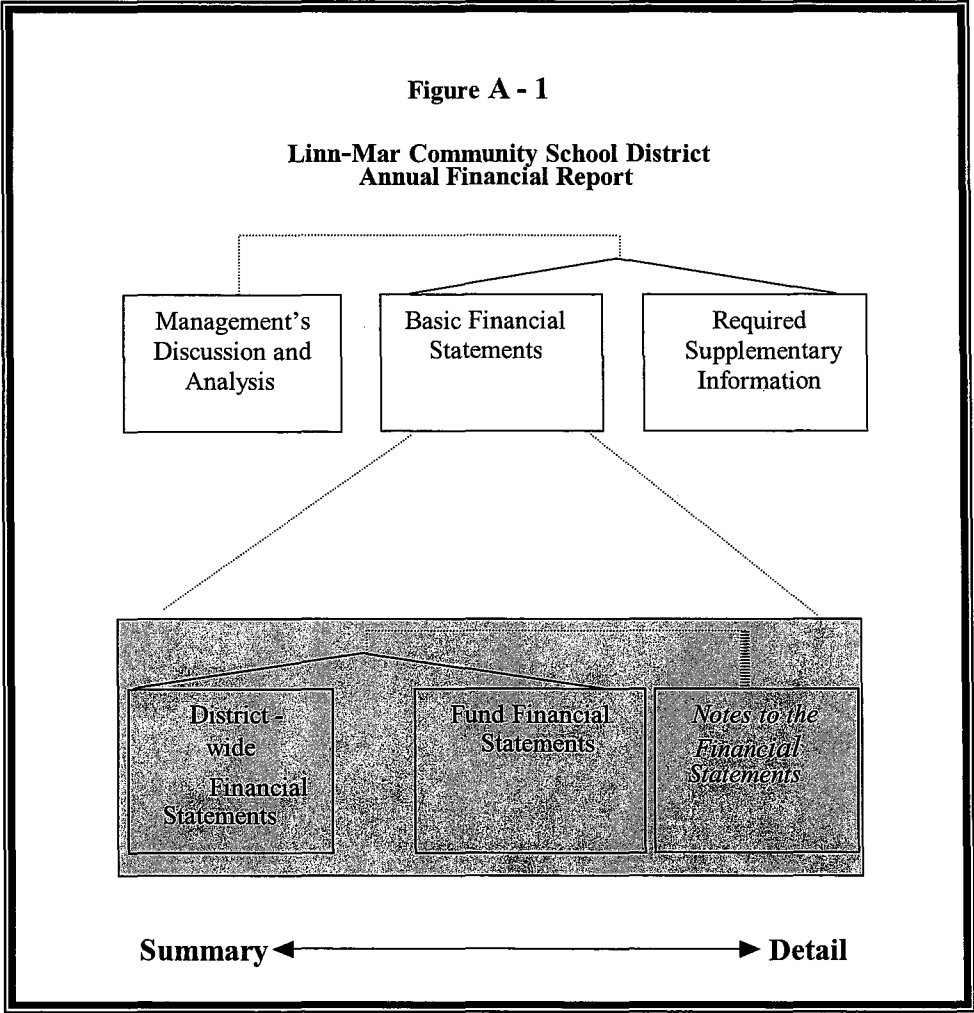 Figure A - 1
Linn-Mar Community School District
Annual Financial Report
Management's
Discussion and
Analysis
Basic Financial
Statements
Required
Supplementary
Information
District -
wide
Financial
Statements
Fund Financial
Statements
Notes to the
Financial
Statements
Summary
Detail